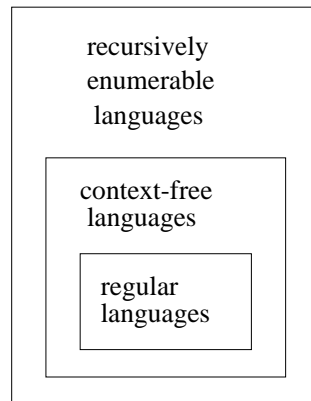 recursively
enumerable
languages
context-free
languages
regular
languages